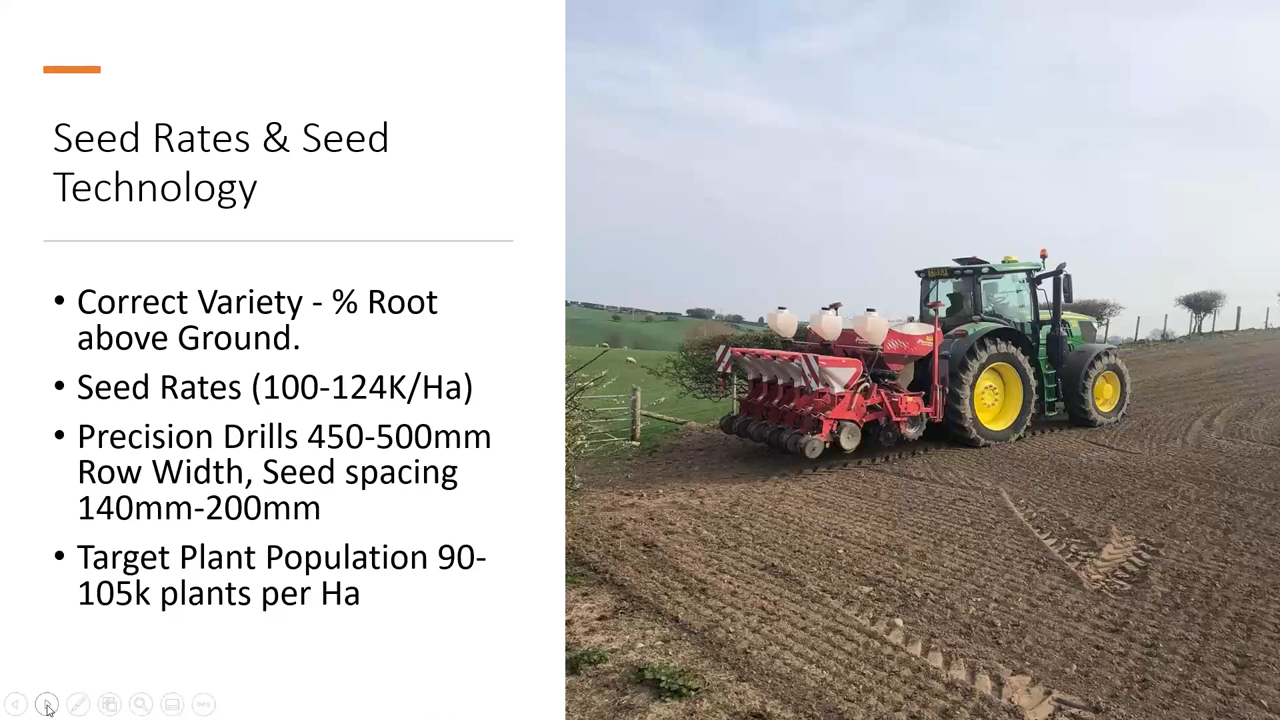 Seed Rates & Seed
Technology
• Correct Variety - % Root
above Ground.
• Seed Rates (100-124K/Ha)
• Precision Drills 450-500mm
Row Width, Seed spacing
140mm-200mm
• Target Plant Population 90-
105k plants per Ha